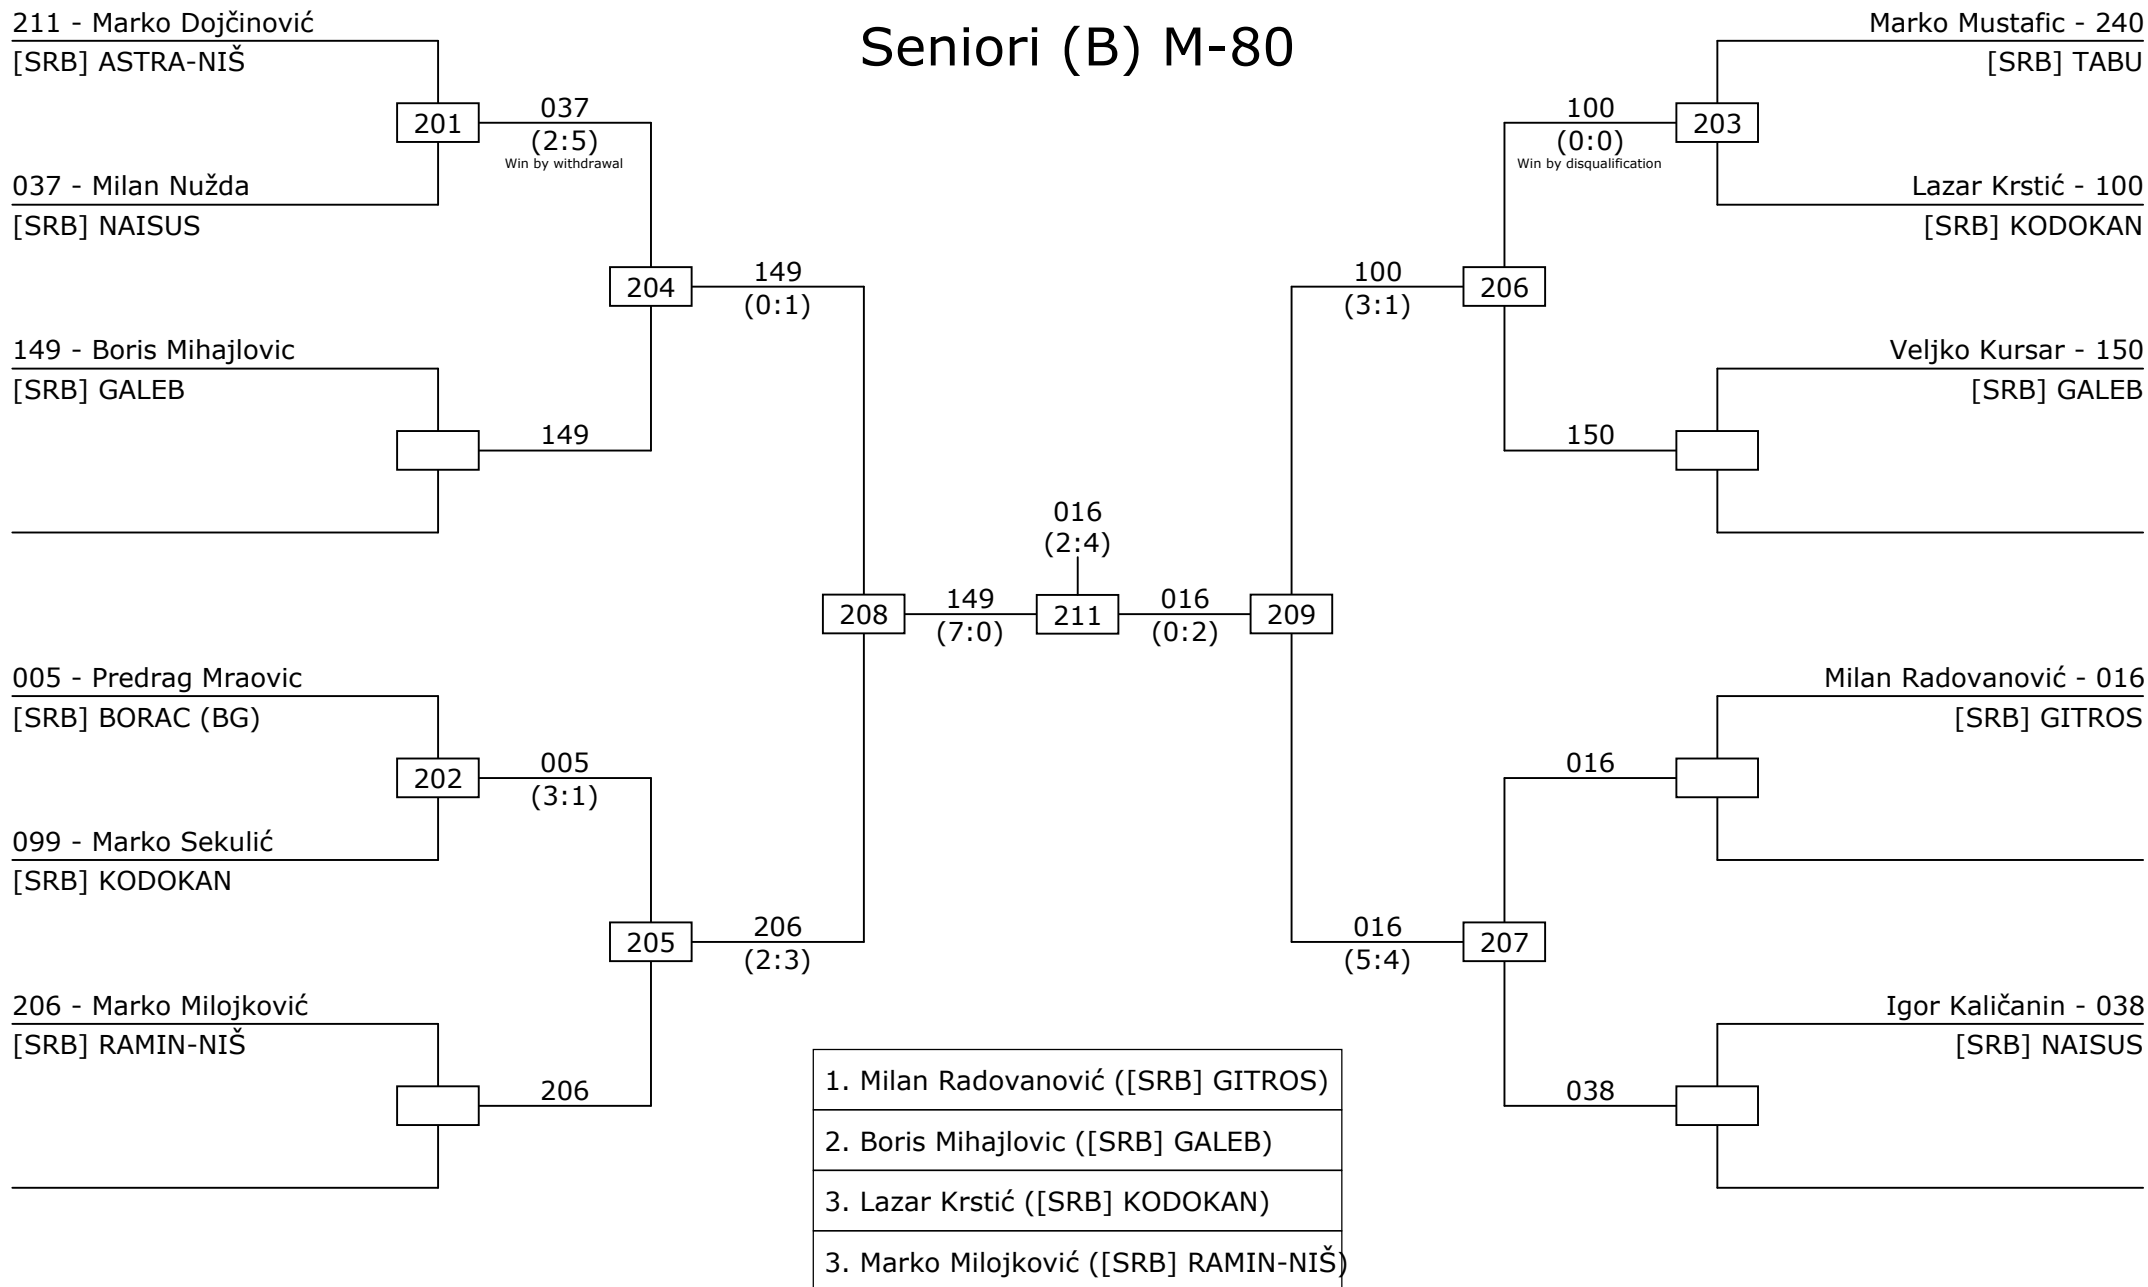 Seniori (B) M-80
211 - Marko Dojčinović
[SRB] ASTRA-NIŠ
201
037
(2:5)
Win by withdrawal
037 - Milan Nužda
[SRB] NAISUS
204
149
(0:1)
149 - Boris Mihajlovic
[SRB] GALEB
149
208
149
(7:0)
005 - Predrag Mraovic
[SRB] BORAC (BG)
202
005
(3:1)
099 - Marko Sekulić
[SRB] KODOKAN
205
206
(2:3)
206 - Marko Milojković
[SRB] RAMIN-NIŠ
206
016
(2:4)
211
Marko Mustafic - 240
[SRB] TABU
100
(0:0)
Win by disqualification
203
Lazar Krstić - 100
[SRB] KODOKAN
100
(3:1)
206
Veljko Kursar - 150
[SRB] GALEB
150
016
(0:2)
209
Milan Radovanović - 016
[SRB] GITROS
016
016
(5:4)
207
Igor Kaličanin - 038
[SRB] NAISUS
038
1. Milan Radovanović ([SRB] GITROS)
2. Boris Mihajlovic ([SRB] GALEB)
3. Lazar Krstić ([SRB] KODOKAN)
3. Marko Milojković ([SRB] RAMIN-NIŠ)